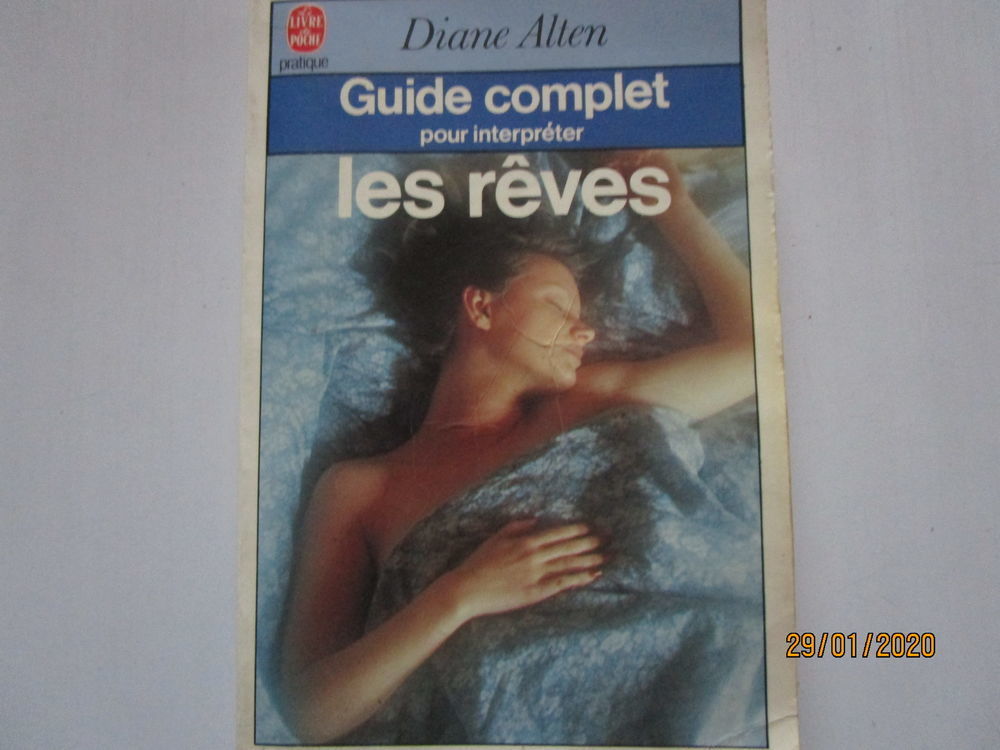 Le
LIVRE
de
POCHE
pratique
Diane Alten
Guide complet
pour interpréter
les rêves
29/01/2020